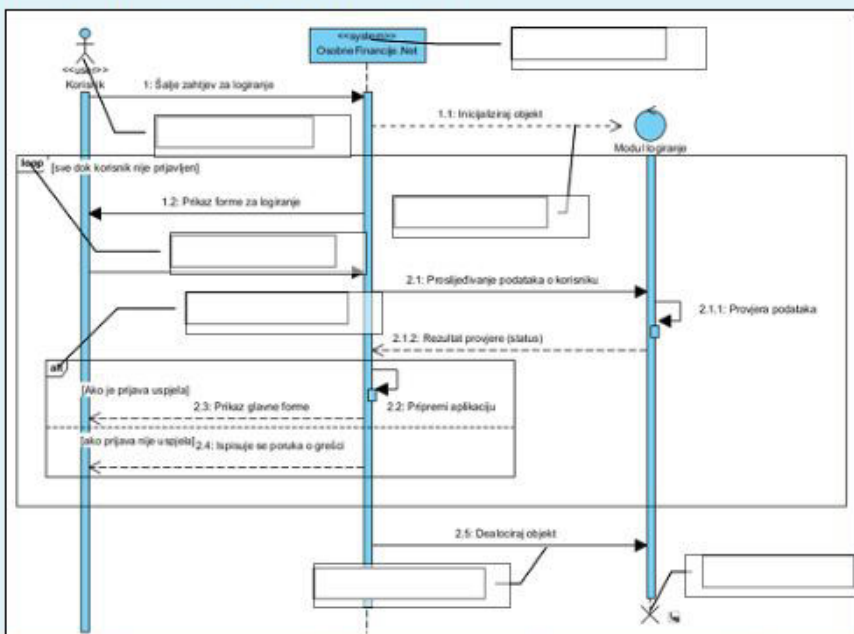 <<system>>
OsobneFinancije.Net
<<user>>
Korisnik
1: Šalje zahtjev za logiranje
1.1: Inicijaliziraj objekt
Modul logiranje
loop
[sve dok korisnik nije prijavljen]
1.2: Prikaz forme za logiranje
2.1: Proslijeđivanje podataka o korisniku
2.1.1: Provjera podataka
2.1.2: Rezultat provjere (status)
alt
[Ako je prijava uspjela]
2.2: Pripremi aplikaciju
2.3: Prikaz glavne forme
[ako prijava nije uspjela]
2.4: Ispisuje se poruka o grešci
2.5: Dealociraj objekt